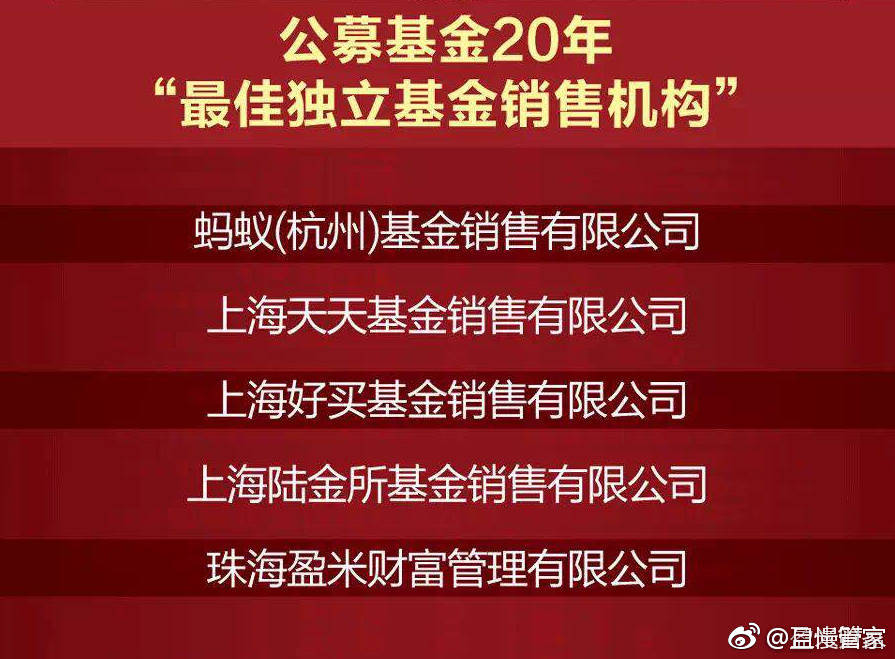 公募基金20年
“最佳独立基金销售机构”
蚂蚁(杭州)基金销售有限公司
上海天天基金销售有限公司
上海好买基金销售有限公司
上海陆金所基金销售有限公司
珠海盈米财富管理有限公司